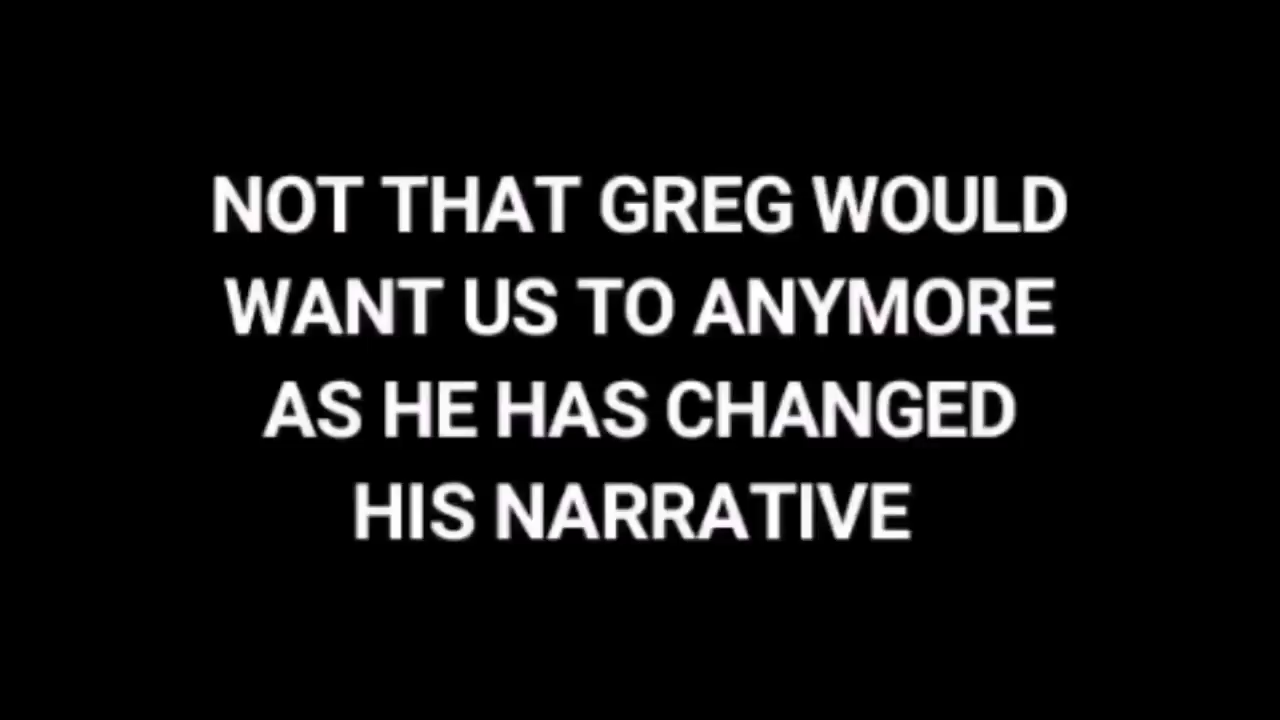 NOT THAT GREG WOULD
WANT US TO ANYMORE
AS HE HAS CHANGED
HIS NARRATIVE